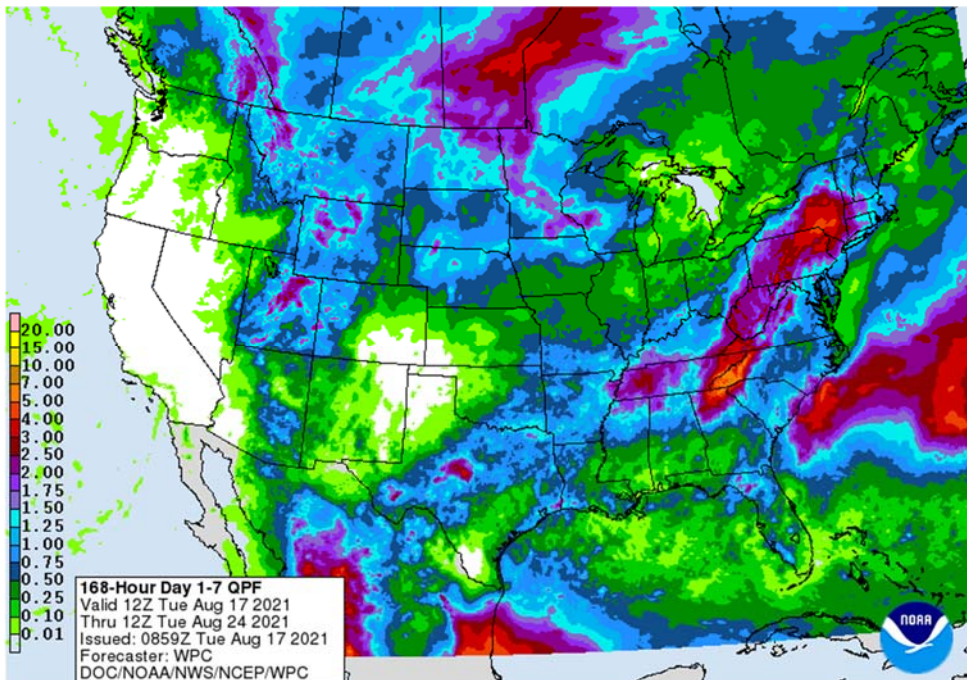 20.00
15.00
10.00
7.00
5.00
4.00
3.00
2.50
2.00
1.75
1.50
1.25
1.00
0.75
0.50
0.25
0.10
0.01
168-Hour Day 1-7 QPF
Valid 12Z Tue Aug 17 2021
Thru 12Z Tue Aug 24 2021
Issued: 0859Z Tue Aug 17 2021
Forecaster: WPC
DOC/NOAA/NWS/NCEP/WPC
NOAA